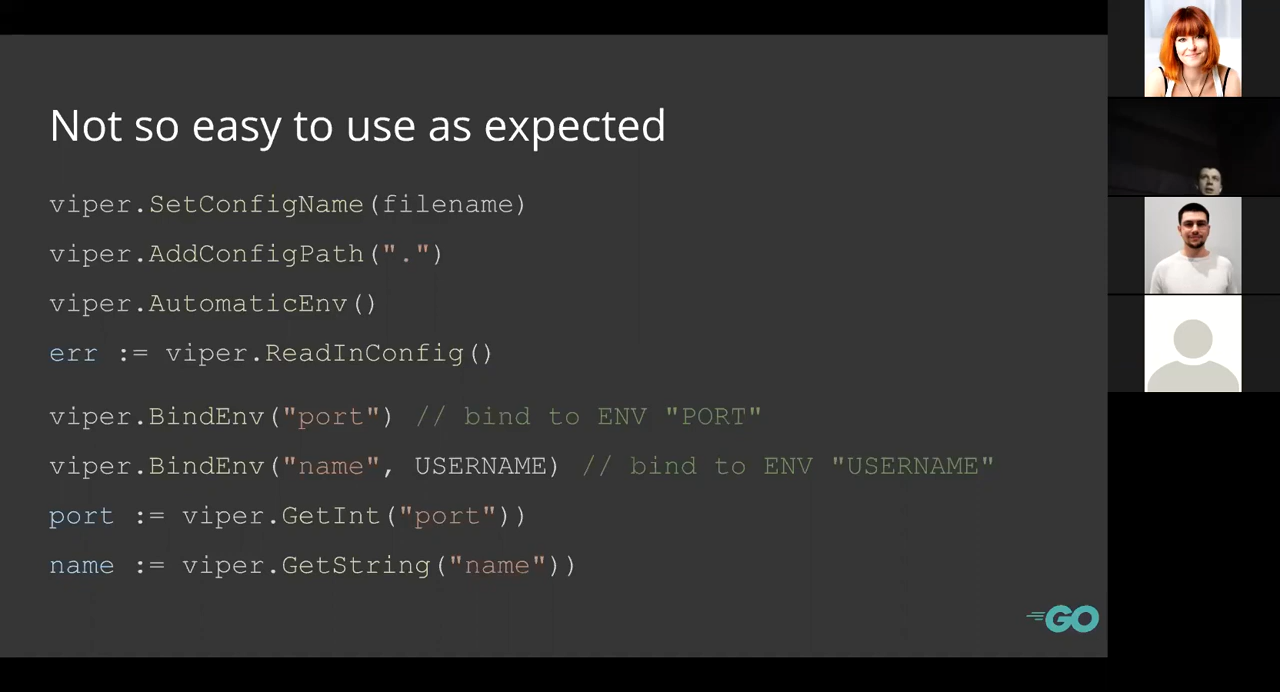 Not so easy to use as expected
viper.SetConfigName(filename)
viper.AddConfigPath(".")
viper.AutomaticEnv()
err := viper.ReadInConfig()
viper.BindEnv("port") // bind to ENV "PORT"
viper.BindEnv("name", USERNAME) // bind to ENV "USERNAME"
port := viper.GetInt("port"))
name := viper.GetString("name"))
GO